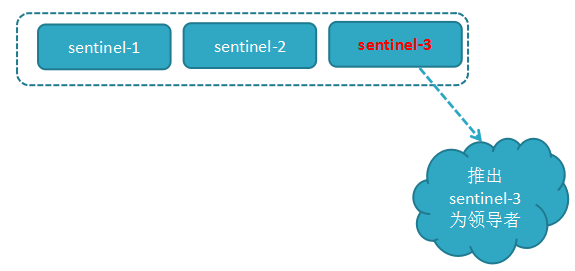 sentinel-1
sentinel-2
sentinel-3
推出
sentinel-3
为领导者